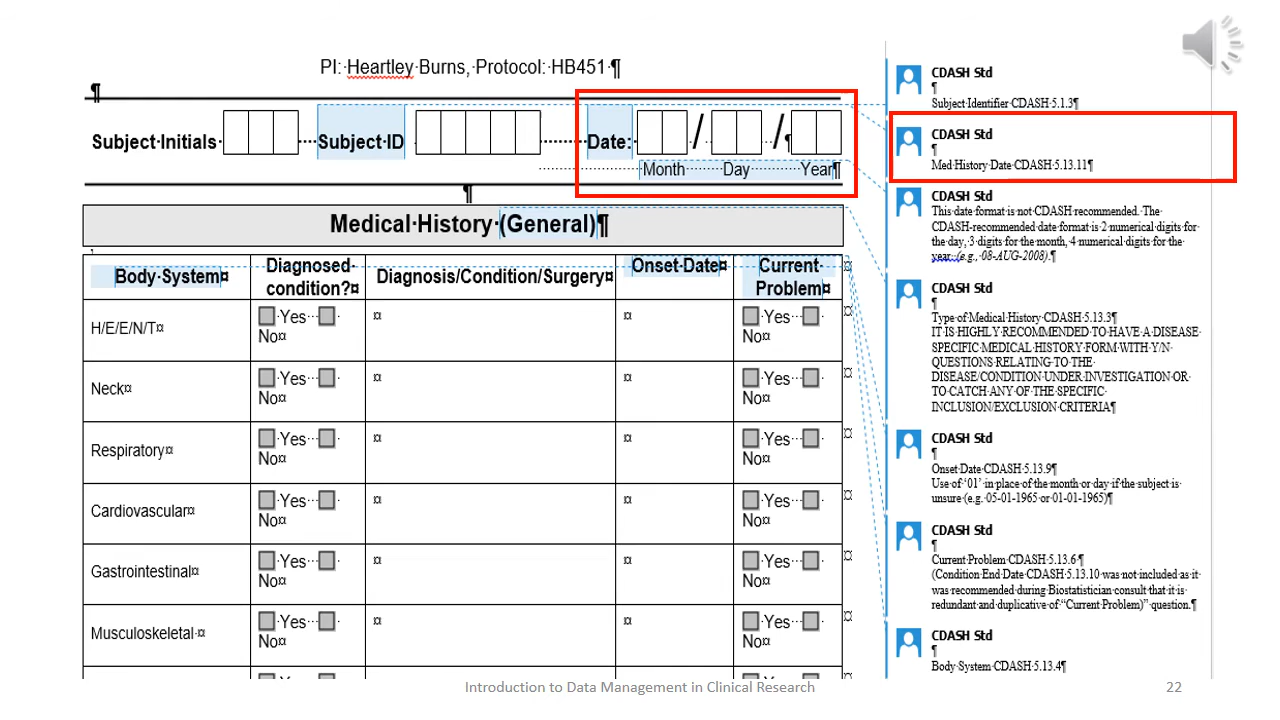 PI: Heartley Burns, Protocol: HB451 ¶
¶
Subject Initials Subject ID Date: / / ¶
Month Day Year¶
¶
Medical History (General)¶
Body System¤ Diagnosed condition?¤ Diagnosis/Condition/Surgery¤ Onset Date¤ Current Problem¤ ¤
H/E/E/N/T¤ Yes No¤ ¤ ¤ Yes No¤ ¤
Neck¤ Yes No¤ ¤ ¤ Yes No¤ ¤
Respiratory¤ Yes No¤ ¤ ¤ Yes No¤ ¤
Cardiovascular¤ Yes No¤ ¤ ¤ Yes No¤ ¤
Gastrointestinal¤ Yes No¤ ¤ ¤ Yes No¤ ¤
Musculoskeletal ¤ Yes No¤ ¤ ¤ Yes No¤ ¤
CDASH Std
¶
Subject Identifier CDASH 5.1.3¶
CDASH Std
¶
Med History Date CDASH 5.13.11¶
CDASH Std
This date format is not CDASH recommended. The
CDASH-recommended date format is 2 numerical digits for
the day, 3 digits for the month, 4 numerical digits for the
year. (e.g., 08-AUG-2008).¶
CDASH Std
¶
Type of Medical History CDASH 5.13.3¶
IT IS HIGHLY RECOMMENDED TO HAVE A DISEASE
SPECIFIC MEDICAL HISTORY FORM WITH Y/N
QUESTIONS RELATING TO THE
DISEASE/CONDITION UNDER INVESTIGATION OR
TO CATCH ANY OF THE SPECIFIC
INCLUSION/EXCLUSION CRITERIA¶
CDASH Std
¶
Onset Date CDASH 5.13.9¶
Use of '01' in place of the month or day if the subject is
unsure (e.g. 05-01-1965 or 01-01-1965)¶
CDASH Std
¶
Current Problem CDASH 5.13.6¶
(Condition End Date CDASH 5.13.10 was not included as it
was recommended during Biostatistician consult that it is
redundant and duplicative of "Current Problem)" question.¶
CDASH Std
¶
Body System CDASH 5.13.4¶
Introduction to Data Management in Clinical Research
22